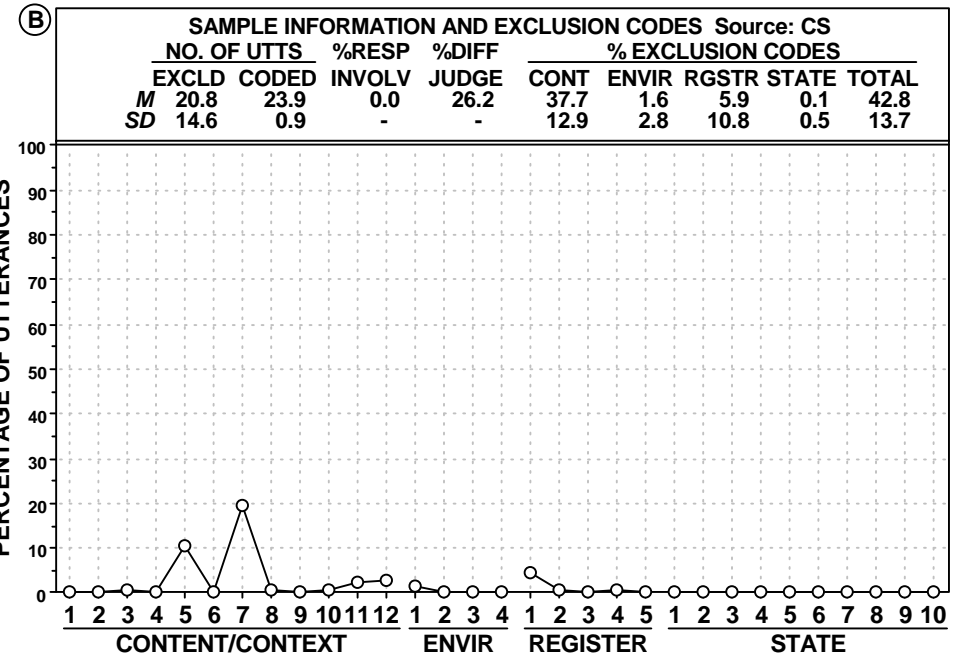 B
SAMPLE INFORMATION AND EXCLUSION CODES Source: CS
NO. OF UTTS %RESP %DIFF % EXCLUSION CODES
EXCLD CODED INVOLV JUDGE CONT ENVIR RGSTR STATE TOTAL
M 20.8 23.9 0.0 26.2 37.7 1.6 5.9 0.1 42.8
SD 14.6 0.9 - - 12.9 2.8 10.8 0.5 13.7
PERCENTAGE OF UTTERANCES
100
90
80
70
60
50
40
30
20
10
0
1 2 3 4 5 6 7 8 9 10 11 12 1 2 3 4 1 2 3 4 5 1 2 3 4 5 6 7 8 9 10
CONTENT/CONTEXT ENVIR REGISTER STATE